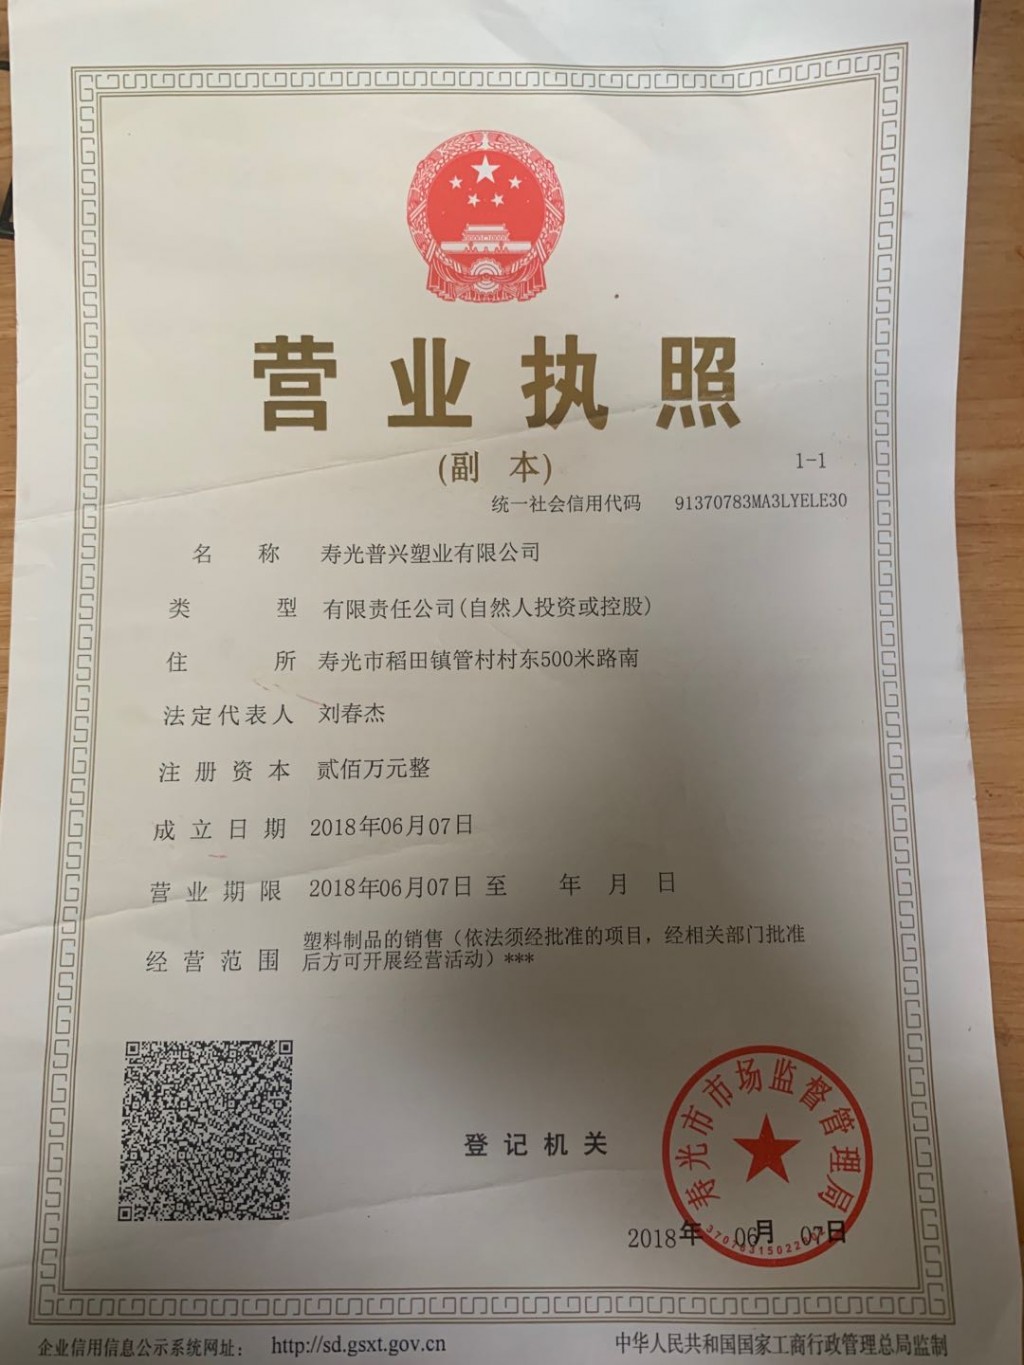 营业执照
(副 本)
1-1
统一社会信用代码 91370783MA3LYELE30
名 称 寿光普兴塑业有限公司
类 型 有限责任公司(自然人投资或控股)
住 所 寿光市稻田镇管村村东500米路南
法定代表人 刘春杰
注册资本 贰佰万元整
成立日期 2018年06月07日
营业期限 2018年06月07日 至 年 月 日
经营范围 塑料制品的销售（依法须经批准的项目，经相关部门批准
后方可开展经营活动）***
寿光市市场监督管理局
登记机关
2018年 06月 07日
企业信用信息公示系统网址： http://sd.gsxt.gov.cn
中华人民共和国国家工商行政管理总局监制